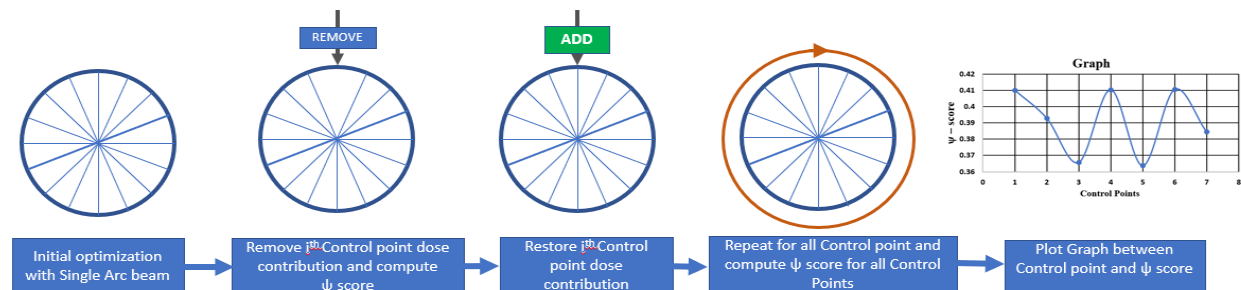 REMOVE
ADD
Graph
0.42
0.41
0.4
0.39
0.38
0.37
0.36
ψ – score
0 1 2 3 4 5 6 7 8
Control Points
Initial optimization
with Single Arc beam
Remove ith Control point dose
contribution and compute
ψ score
Restore ith Control
point dose
contribution
Repeat for all Control point and
compute ψ score for all Control
Points
Plot Graph between
Control point and ψ score